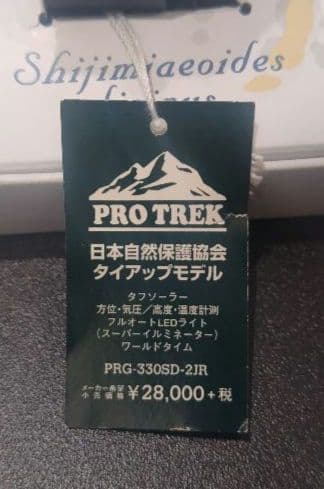 Shijimiaeoides
divinus
PRO TREK
日本自然保護協会
タイアップモデル
タフソーラー
方位・気圧/高度・温度計測
フルオートLEDライト
(スーパーイルミネーター)
ワールドタイム
PRG-330SD-2JR
メーカー希望
小売価格 ¥28,000+税